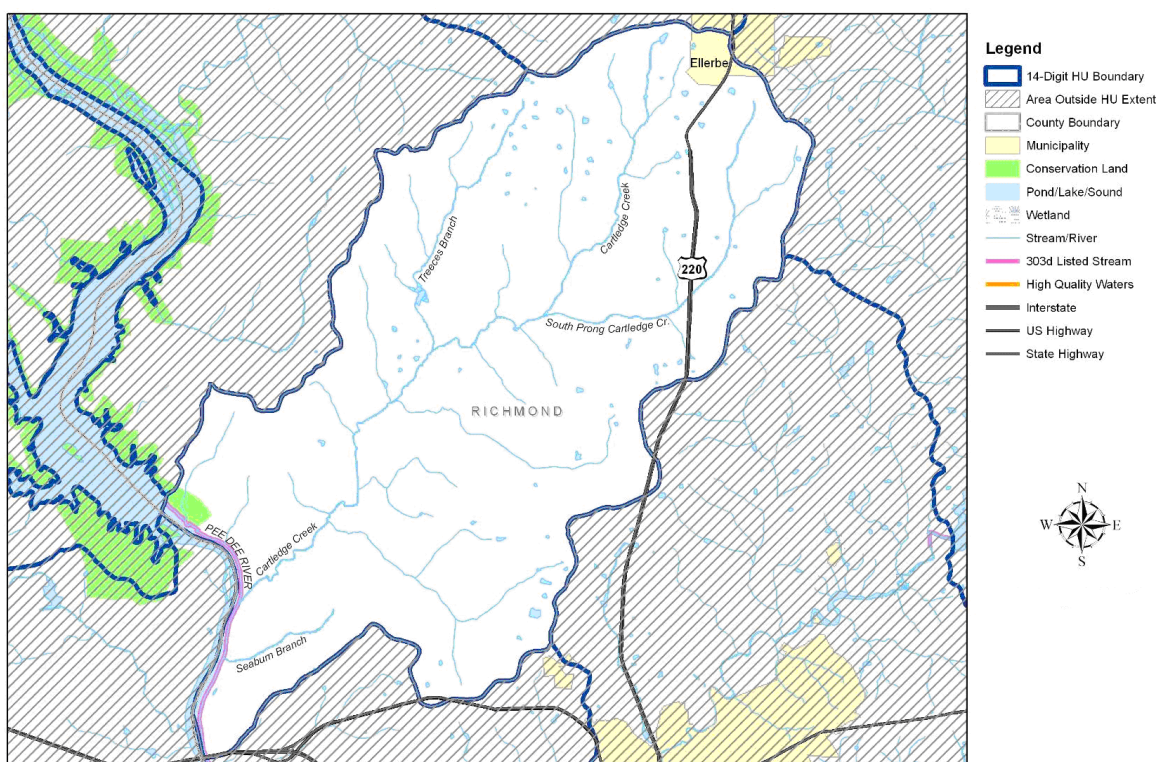 Ellerbe
Treeces Branch
Cartledge Creek
220
South Prong Cartledge Cr.
RICHMOND
PEE DEE RIVER
Cartledge Creek
Seaburn Branch
Legend
14-Digit HU Boundary
Area Outside HU Extent
County Boundary
Municipality
Conservation Land
Pond/Lake/Sound
Wetland
Stream/River
303d Listed Stream
High Quality Waters
Interstate
US Highway
State Highway
N
W E
S